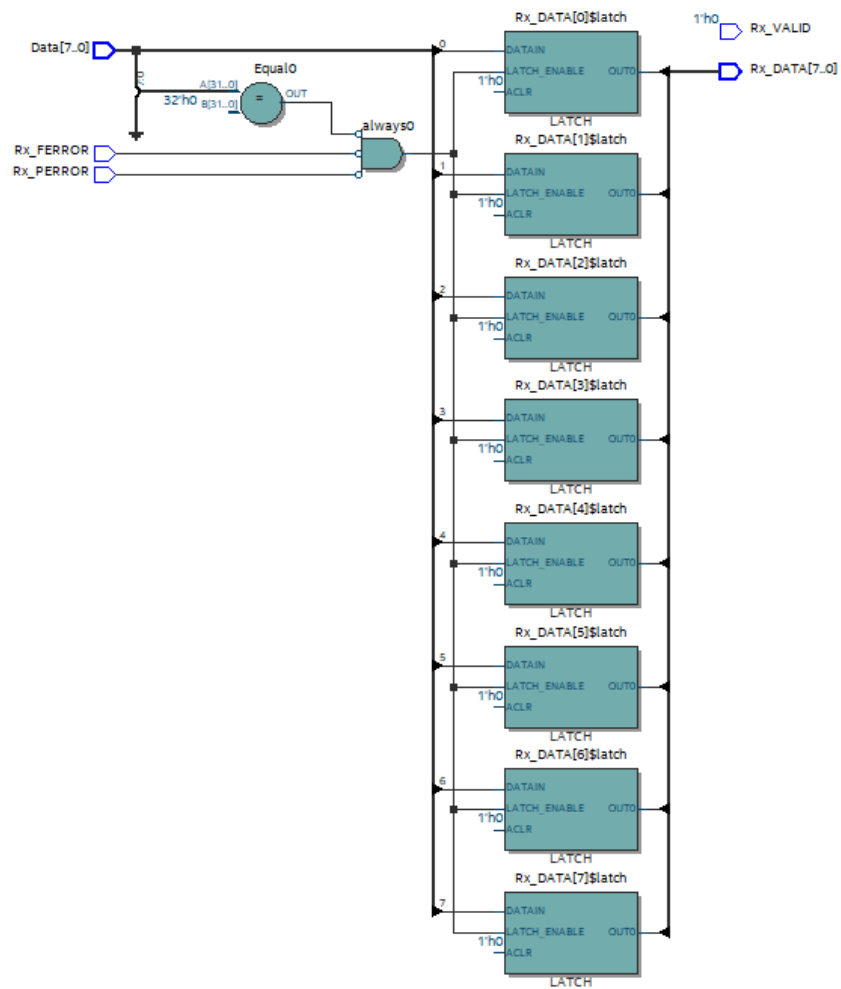 Data[7..0]
7:0
A[31..0]
32'h0
B[31..0]
Equal0
=
OUT
always0
Rx_FERROR
Rx_PERROR
Rx_DATA[0]$latch
0
DATAIN
LATCH_ENABLE
OUT0
1'h0
ACLR
LATCH
Rx_DATA[1]$latch
1
DATAIN
LATCH_ENABLE
OUT0
1'h0
ACLR
LATCH
Rx_DATA[2]$latch
2
DATAIN
LATCH_ENABLE
OUT0
1'h0
ACLR
LATCH
Rx_DATA[3]$latch
3
DATAIN
LATCH_ENABLE
OUT0
1'h0
ACLR
LATCH
Rx_DATA[4]$latch
4
DATAIN
LATCH_ENABLE
OUT0
1'h0
ACLR
LATCH
Rx_DATA[5]$latch
5
DATAIN
LATCH_ENABLE
OUT0
1'h0
ACLR
LATCH
Rx_DATA[6]$latch
6
DATAIN
LATCH_ENABLE
OUT0
1'h0
ACLR
LATCH
Rx_DATA[7]$latch
7
DATAIN
LATCH_ENABLE
OUT0
1'h0
ACLR
LATCH
1'h0
Rx_VALID
Rx_DATA[7..0]